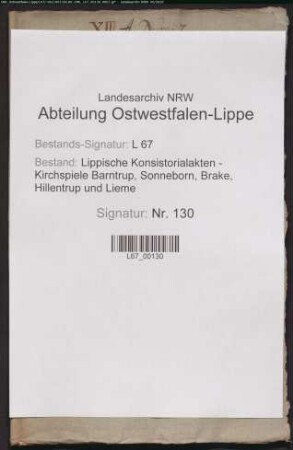 Landesarchiv NRW
Abteilung Ostwestfalen-Lippe
Bestands-Signatur: L 67
Bestand: Lippische Konsistorialakten -
Kirchspiele Barntrup, Sonneborn, Brake,
Hillentrup und Lieme
Signatur: Nr. 130
L67_00130